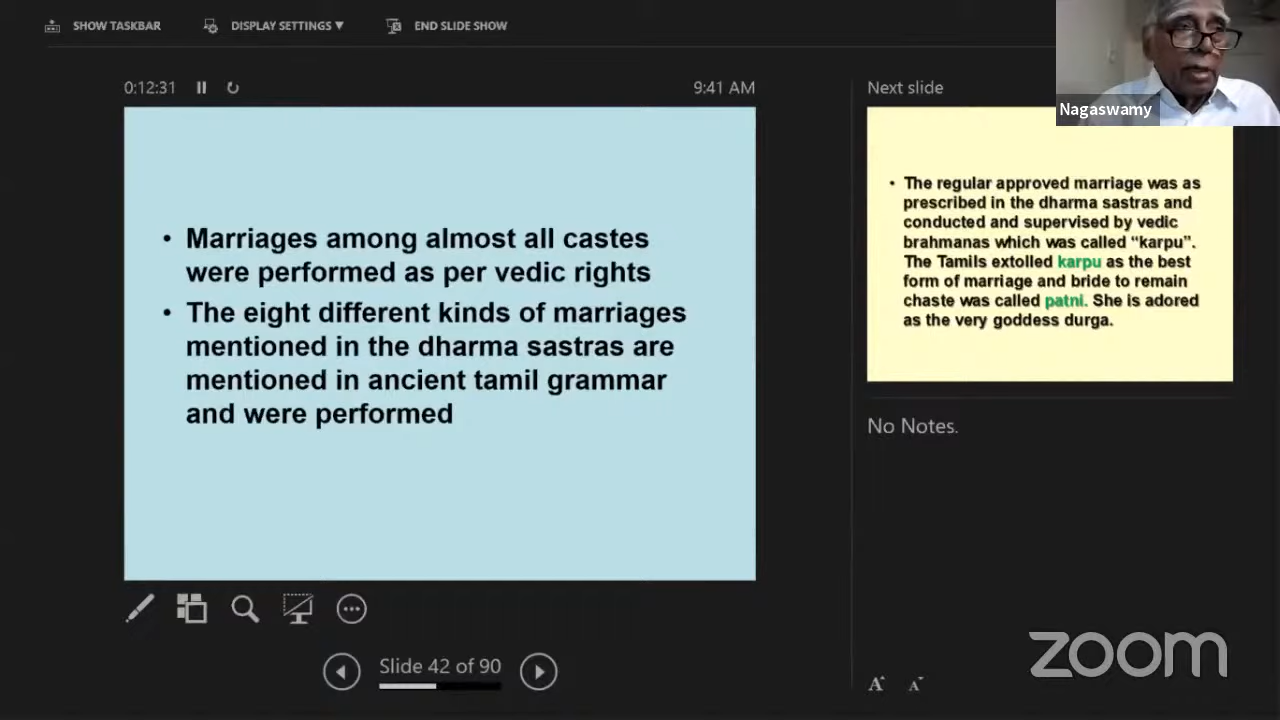 SHOW TASKBAR DISPLAY SETTINGS ▼ END SLIDE SHOW
0:12:31 9:41 AM
• Marriages among almost all castes
were performed as per vedic rights
• The eight different kinds of marriages
mentioned in the dharma sastras are
mentioned in ancient tamil grammar
and were performed
Slide 42 of 90
Next slide
Nagaswamy
• The regular approved marriage was as
prescribed in the dharma sastras and
conducted and supervised by vedic
brahmanas which was called “karpu”.
The Tamils extolled karpu as the best
form of marriage and bride to remain
chaste was called patni. She is adored
as the very goddess durga.
No Notes.
zoom
A A